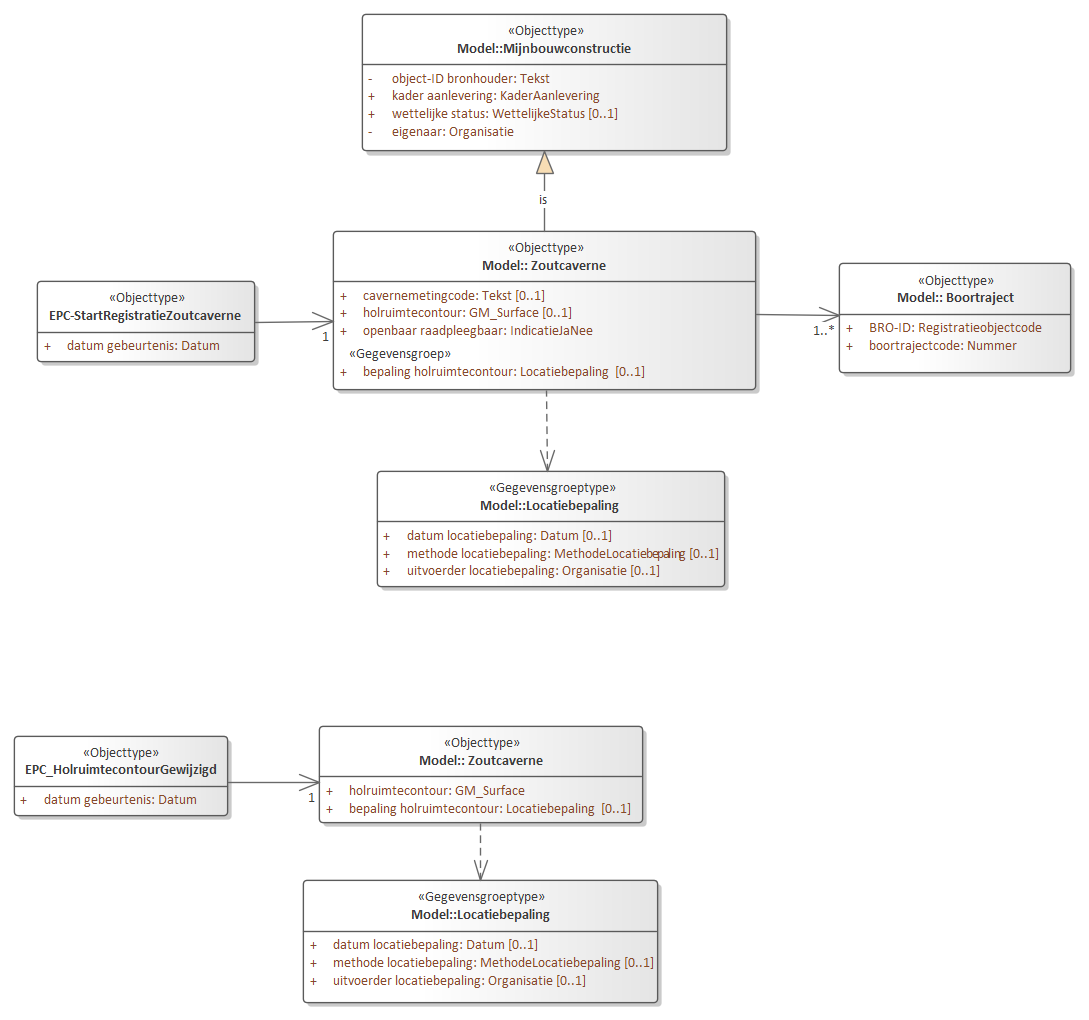 «Objecttype»
Model::Mijnbouwconstructie
- object-ID bronhouder: Tekst
+ kader aanlevering: KaderAanlevering
+ wettelijke status: WettelijkeStatus [0..1]
- eigenaar: Organisatie
is
«Objecttype»
Model:: Zoutcaverne
+ cavernemetingcode: Tekst [0..1]
+ holruimtecontour: GM_Surface [0..1]
+ openbaar raadpleegbaar: IndicatieJaNee
«Gegevensgroep»
+ bepaling holruimtecontour: Locatiebepaling [0..1]
«Objecttype»
EPC-StartRegistratieZoutcaverne
+ datum gebeurtenis: Datum
1
1..*
«Objecttype»
Model:: Boortraject
+ BRO-ID: Registratieobjectcode
+ boortrajectcode: Nummer
«Gegevensgroeptype»
Model::Locatiebepaling
+ datum locatiebepaling: Datum [0..1]
+ methode locatiebepaling: MethodeLocatiebepaling [0..1]
+ uitvoerder locatiebepaling: Organisatie [0..1]
«Objecttype»
EPC_HolruimtecontourGewijzigd
+ datum gebeurtenis: Datum
1
«Objecttype»
Model:: Zoutcaverne
+ holruimtecontour: GM_Surface
+ bepaling holruimtecontour: Locatiebepaling [0..1]
«Gegevensgroeptype»
Model::Locatiebepaling
+ datum locatiebepaling: Datum [0..1]
+ methode locatiebepaling: MethodeLocatiebepaling [0..1]
+ uitvoerder locatiebepaling: Organisatie [0..1]